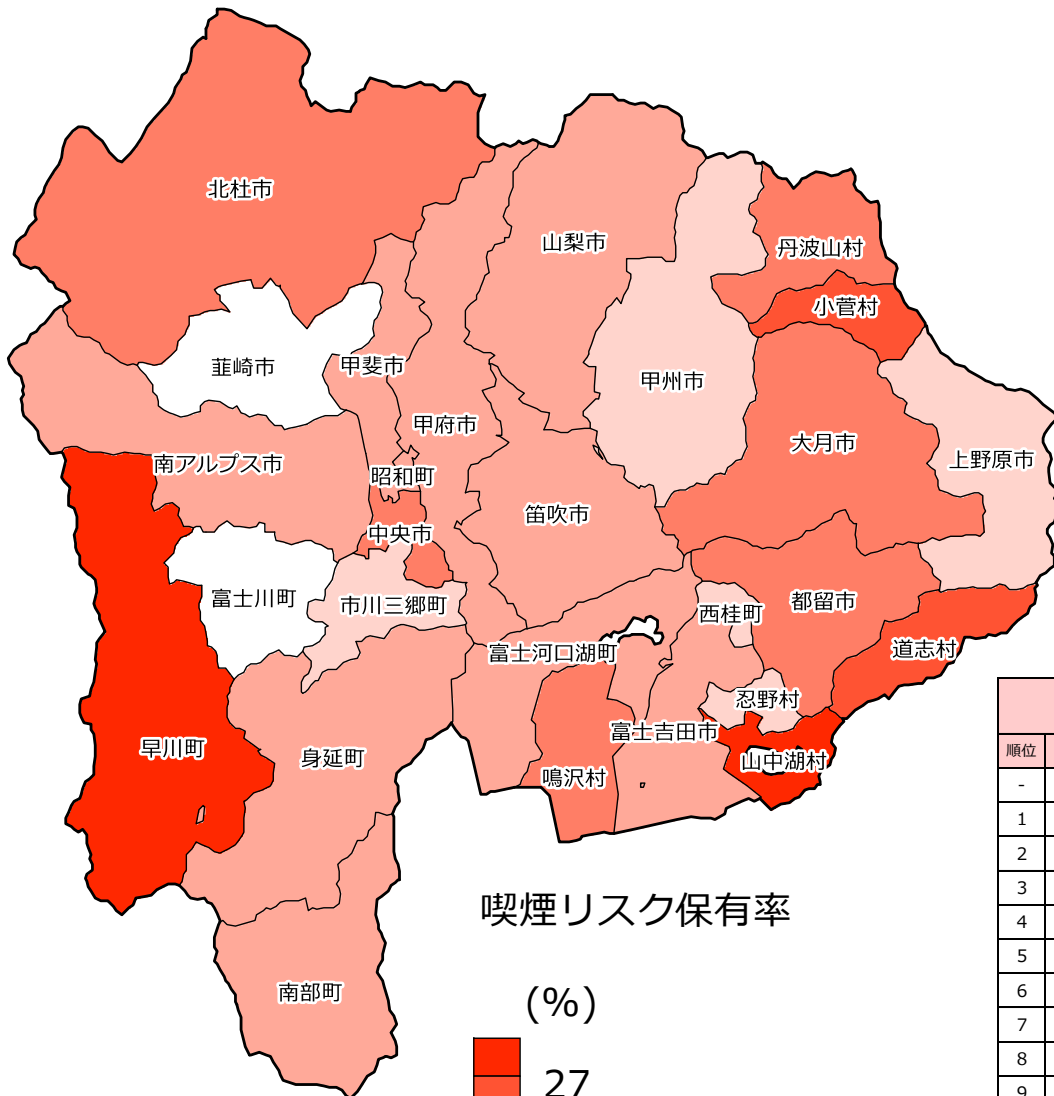 北杜市
山梨市
丹波山村
小菅村
韮崎市
甲斐市
甲州市
甲府市
大月市
上野原市
南アルプス市
昭和町
笛吹市
中央市
富士川町
市川三郷町
西桂町
都留市
富士河口湖町
道志村
忍野村
早川町
身延町
富士吉田市
山中湖村
鳴沢村
南部町
喫煙リスク保有率
(%)
27
順位
-
1
2
3
4
5
6
7
8
9